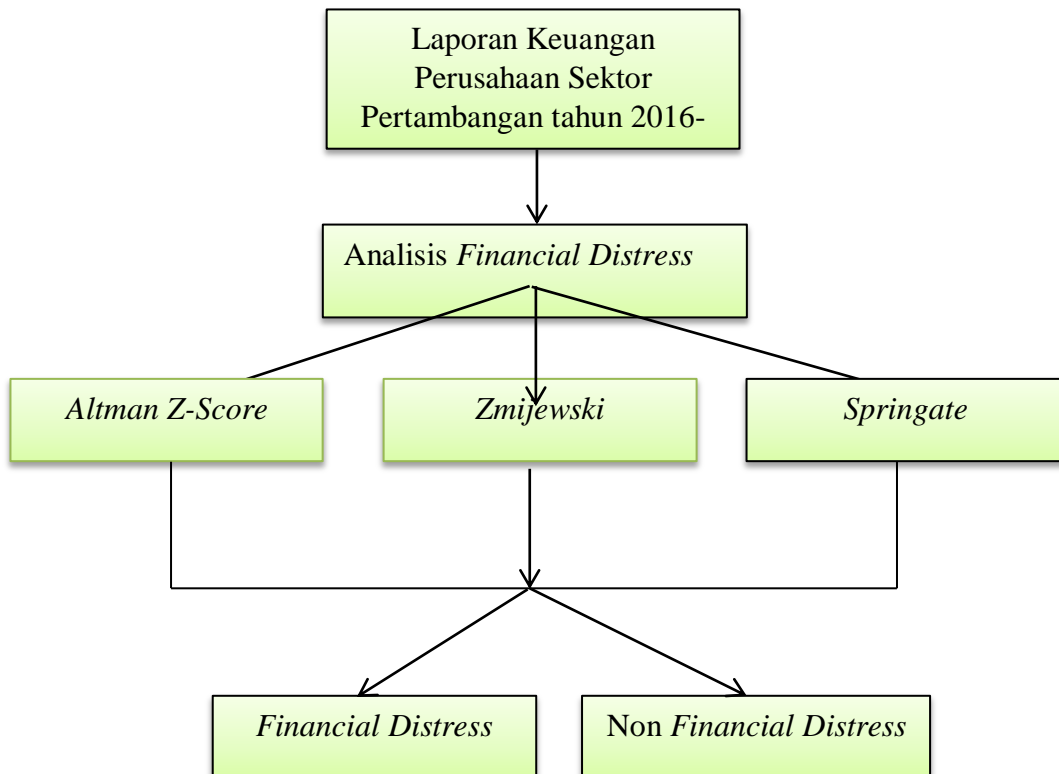 Laporan Keuangan
Perusahaan Sektor
Pertambangan tahun 2016-
Analisis Financial Distress
Altman Z-Score
Zmijewski
Springate
Financial Distress
Non Financial Distress